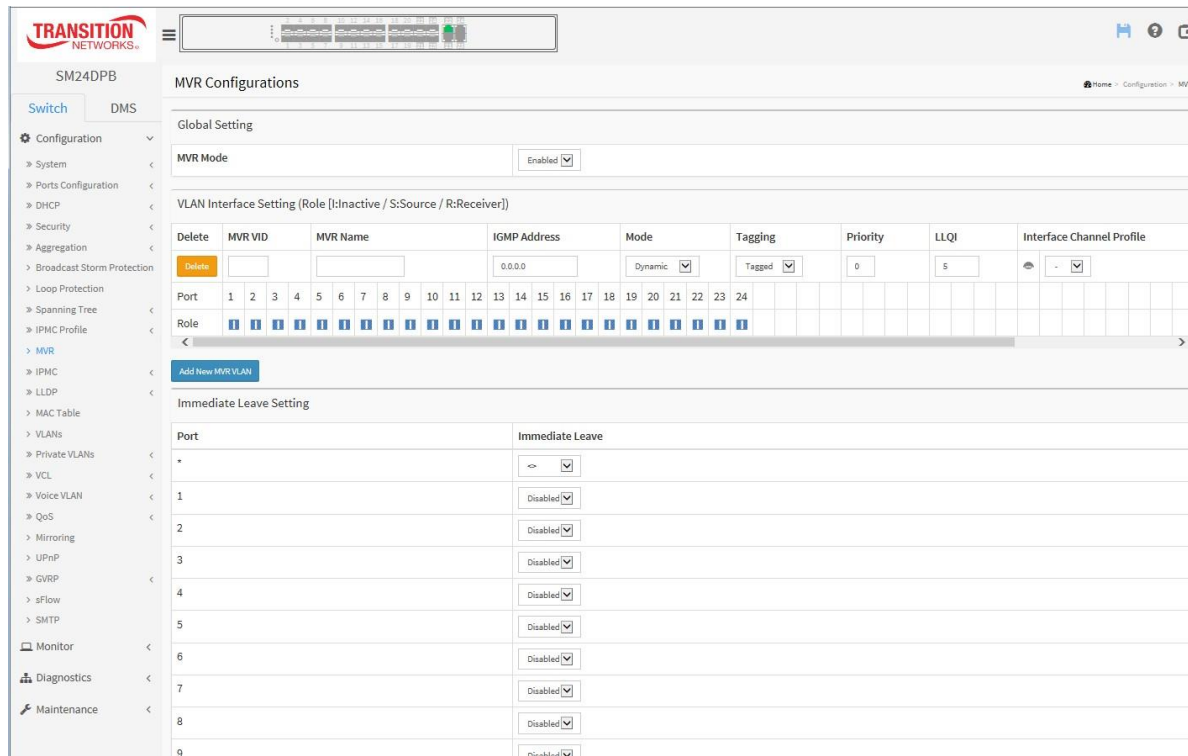 TRANSITION
NETWORKS
SM24DPB
Switch DMS
Configuration
System
Ports Configuration
DHCP
Security
Aggregation
Broadcast Storm Protection
Loop Protection
Spanning Tree
IPMC Profile
MVR
IPMC
LLDP
MAC Table
VLANs
Private VLANs
VCL
Voice VLAN
QoS
Mirroring
UPnP
GVRP
sFlow
SMTP
Monitor
Diagnostics
Maintenance
MVR Configurations
Home > Configuration > MV
Global Setting
MVR Mode Enabled
VLAN Interface Setting (Role [I:Inactive / S:Source / R:Receiver])
Delete MVR VID MVR Name IGMP Address Mode Tagging Priority LLQI Interface Channel Profile
Delete 0.0.0.0 Dynamic Tagged 0 5 -
Port 1 2 3 4 5 6 7 8 9 10 11 12 13 14 15 16 17 18 19 20 21 22 23 24
Role I I I I I I I I I I I I I I I I I I I I I I I I
Add New MVR VLAN
Immediate Leave Setting
Port Immediate Leave
* <>
1 Disabled
2 Disabled
3 Disabled
4 Disabled
5 Disabled
6 Disabled
7 Disabled
8 Disabled
9 Disabled